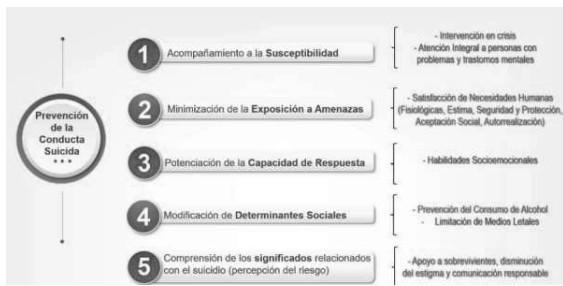 Prevención
de la
Conducta
Suicida
1
Acompañamiento a la Susceptibilidad
- Intervención en crisis
- Atención Integral a personas con
problemas y trastornos mentales
2
Minimización de la Exposición a Amenazas
- Satisfacción de Necesidades Humanas
(Fisiológicas, Estima, Seguridad y Protección,
Aceptación Social, Autorrealización)
3
Potenciación de la Capacidad de Respuesta
- Habilidades Socioemocionales
4
Modificación de Determinantes Sociales
- Prevención del Consumo de Alcohol
- Limitación de Medios Letales
5
Comprensión de los significados relacionados
con el suicidio (percepción del riesgo)
- Apoyo a sobrevivientes, disminución
del estigma y comunicación responsable